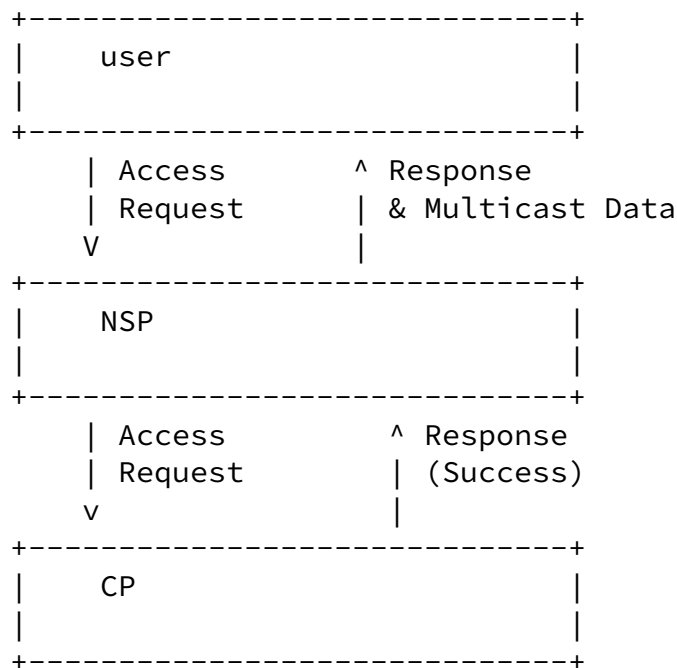 +------------------------------+
|    user                      |
|                              |
+------------------------------+
    | Access       ^ Response
    | Request      | & Multicast Data
    V              |
+------------------------------+
|    NSP                       |
|                              |
+------------------------------+
    | Access         ^ Response
    | Request        | (Success)
    v                |
+------------------------------+
|    CP                        |
|                              |
+------------------------------+